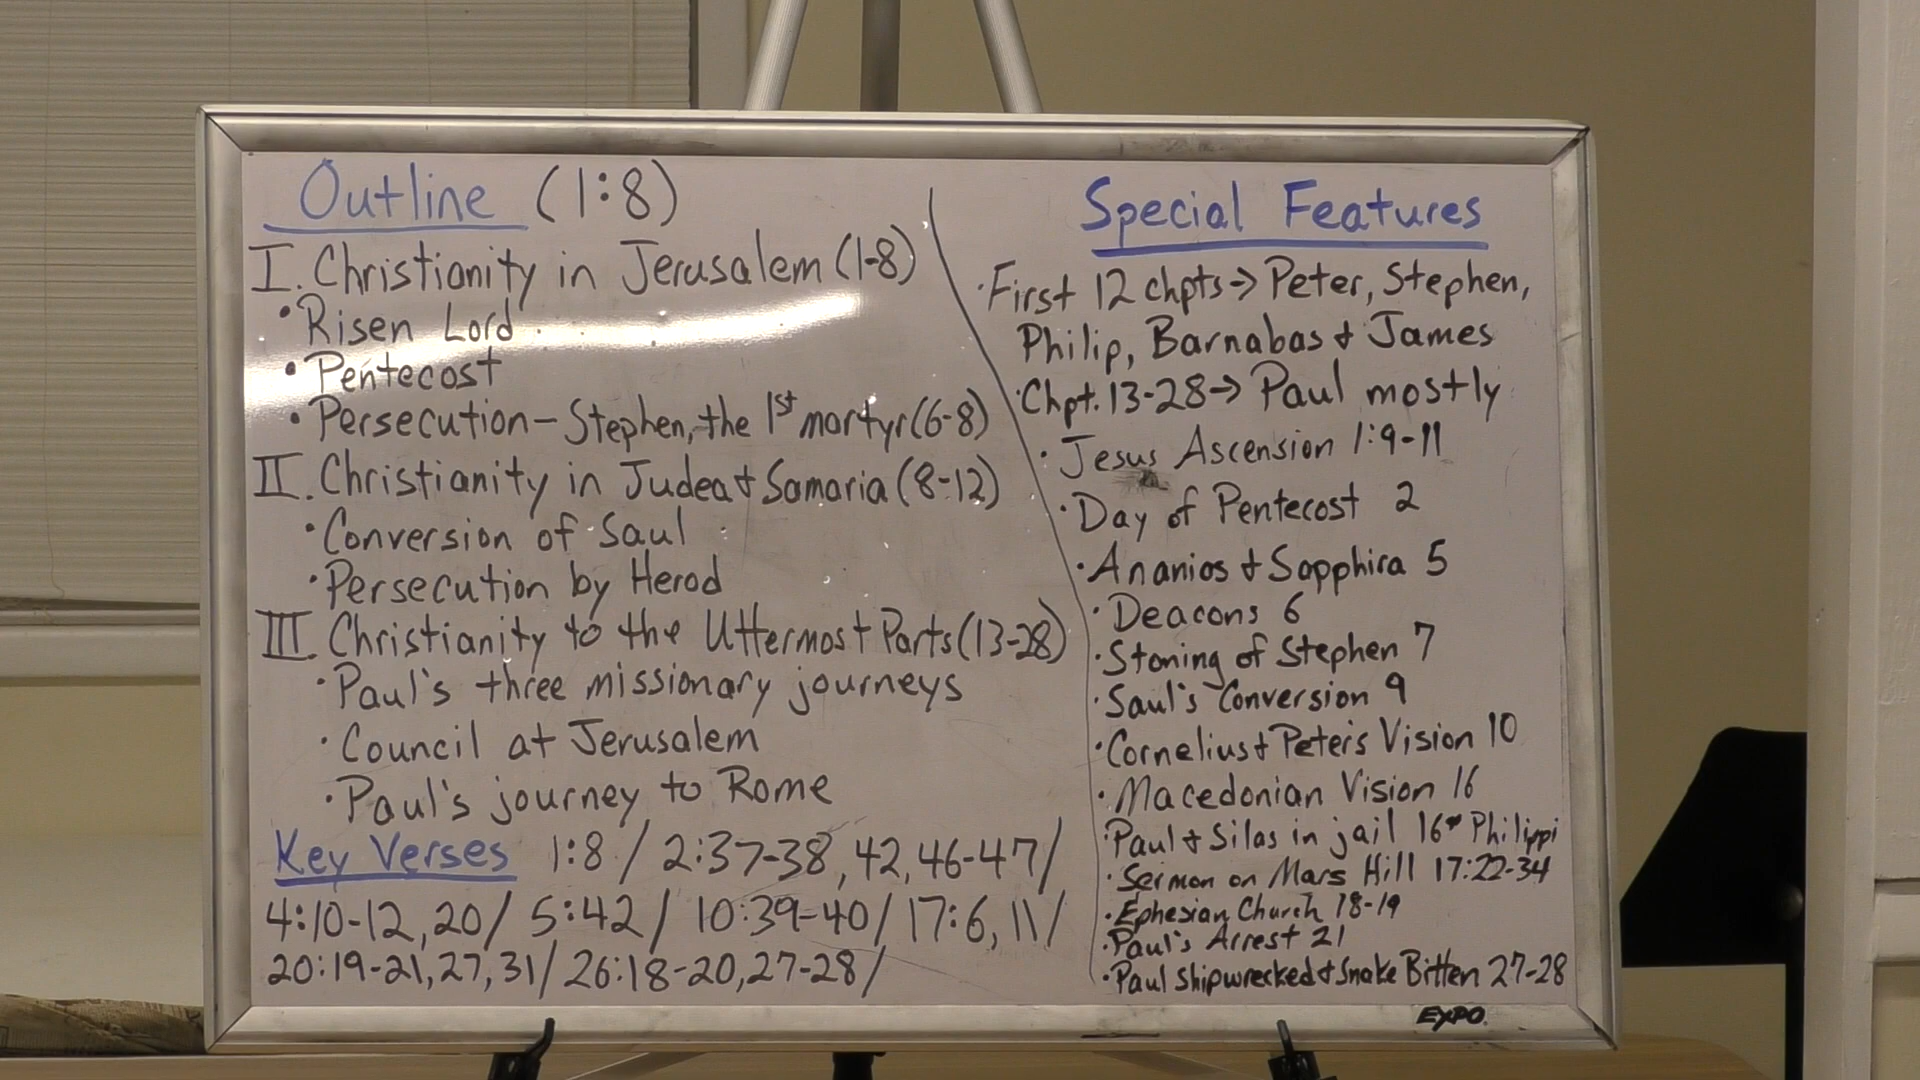 Outline (1:8)
I. Christianity in Jerusalem (1-8)
• Risen Lord
• Pentecost
• Persecution - Stephen, the 1st martyr (6-8)
II. Christianity in Judea & Samaria (8-12)
• Conversion of Saul
• Persecution by Herod
III. Christianity to the Uttermost Parts (13-28)
• Paul's three missionary journeys
• Council at Jerusalem
• Paul's journey to Rome
Key Verses 1:8 / 2:37-38, 42, 46-47 /
4:10-12, 20 / 5:42 / 10:39-40 / 17:6, 11 /
20:19-21, 27, 31 / 26:18-20, 27-28 /
Special Features
• First 12 chpts → Peter, Stephen,
Philip, Barnabas & James
• Chpt. 13-28 → Paul mostly
• Jesus Ascension 1:9-11
• Day of Pentecost 2
• Ananias & Sapphira 5
• Deacons 6
• Stoning of Stephen 7
• Saul's Conversion 9
• Cornelius & Peter's Vision 10
• Macedonian Vision 16
• Paul & Silas in jail 16 Philippi
• Sermon on Mars Hill 17:22-34
• Ephesian Church 18-19
• Paul's Arrest 21
• Paul Shipwrecked & Snake Bitten 27-28
EXPO